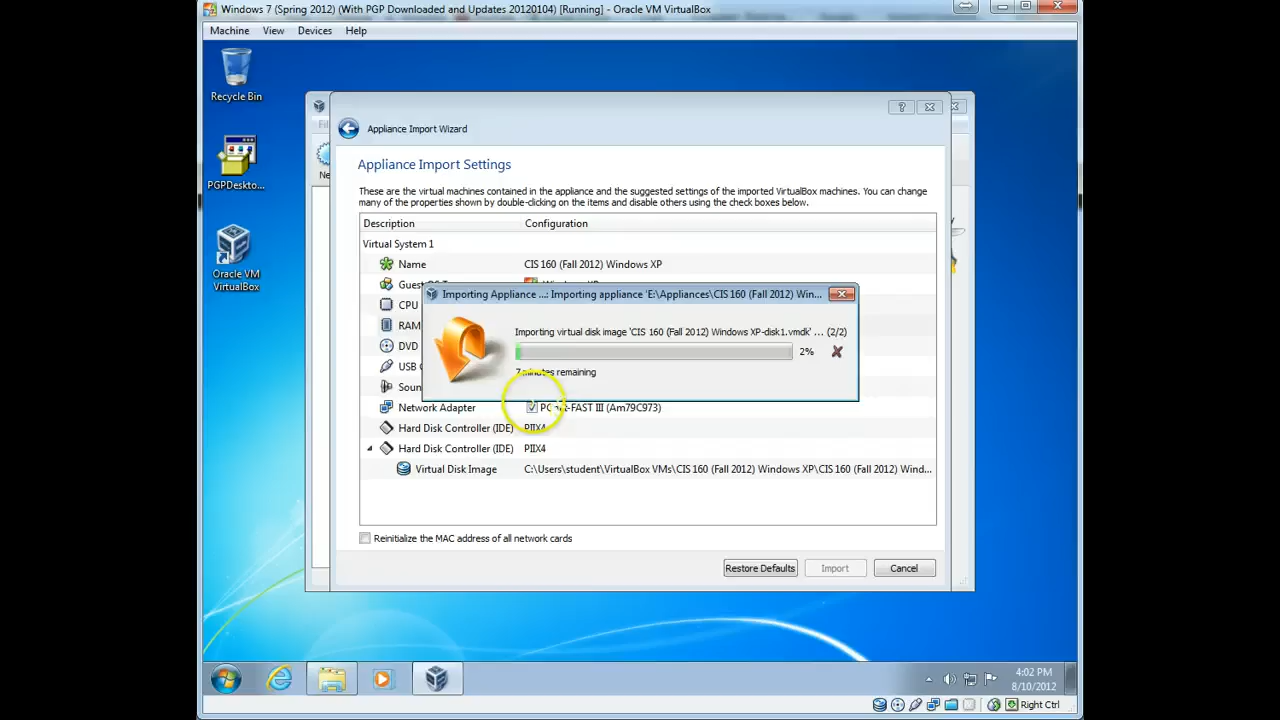 Windows 7 (Spring 2012) (With PGP Downloaded and Updates 20120104) [Running] - Oracle VM VirtualBox
Machine View Devices Help
Recycle Bin
PGPDeskto...
Oracle VM
VirtualBox
Appliance Import Wizard
Appliance Import Settings
These are the virtual machines contained in the appliance and the suggested settings of the imported VirtualBox machines. You can change
many of the properties shown by double-clicking on the items and disable others using the check boxes below.
Description Configuration
Virtual System 1
Name CIS 160 (Fall 2012) Windows XP
Importing Appliance ...: Importing appliance 'E:\Appliances\CIS 160 (Fall 2012) Win...
CPU
RAM
DVD
USB
Importing virtual disk image 'CIS 160 (Fall 2012) Windows XP-disk1.vmdk' ... (2/2)
2%
7 minutes remaining
Network Adapter (Am79C973)
Hard Disk Controller (IDE) PIIX4
Hard Disk Controller (IDE) PIIX4
Virtual Disk Image C:\Users\student\VirtualBox VMs\CIS 160 (Fall 2012) Windows XP\CIS 160 (Fall 2012) Wind...
Reinitialize the MAC address of all network cards
Restore Defaults Import Cancel
4:02 PM
8/10/2012
Right Ctrl